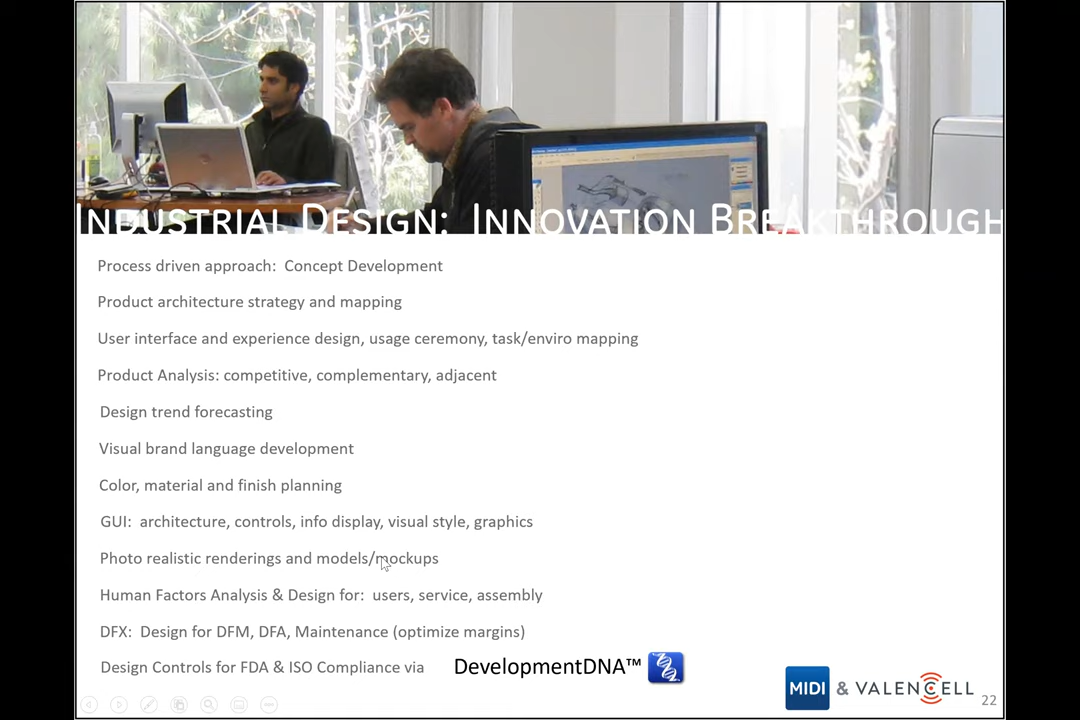 INDUSTRIAL DESIGN: INNOVATION BREAKTHROUGH
Process driven approach: Concept Development
Product architecture strategy and mapping
User interface and experience design, usage ceremony, task/enviro mapping
Product Analysis: competitive, complementary, adjacent
Design trend forecasting
Visual brand language development
Color, material and finish planning
GUI: architecture, controls, info display, visual style, graphics
Photo realistic renderings and models/mockups
Human Factors Analysis & Design for: users, service, assembly
DFX: Design for DFM, DFA, Maintenance (optimize margins)
Design Controls for FDA & ISO Compliance via DevelopmentDNA™
MIDI & VALENCELL
22